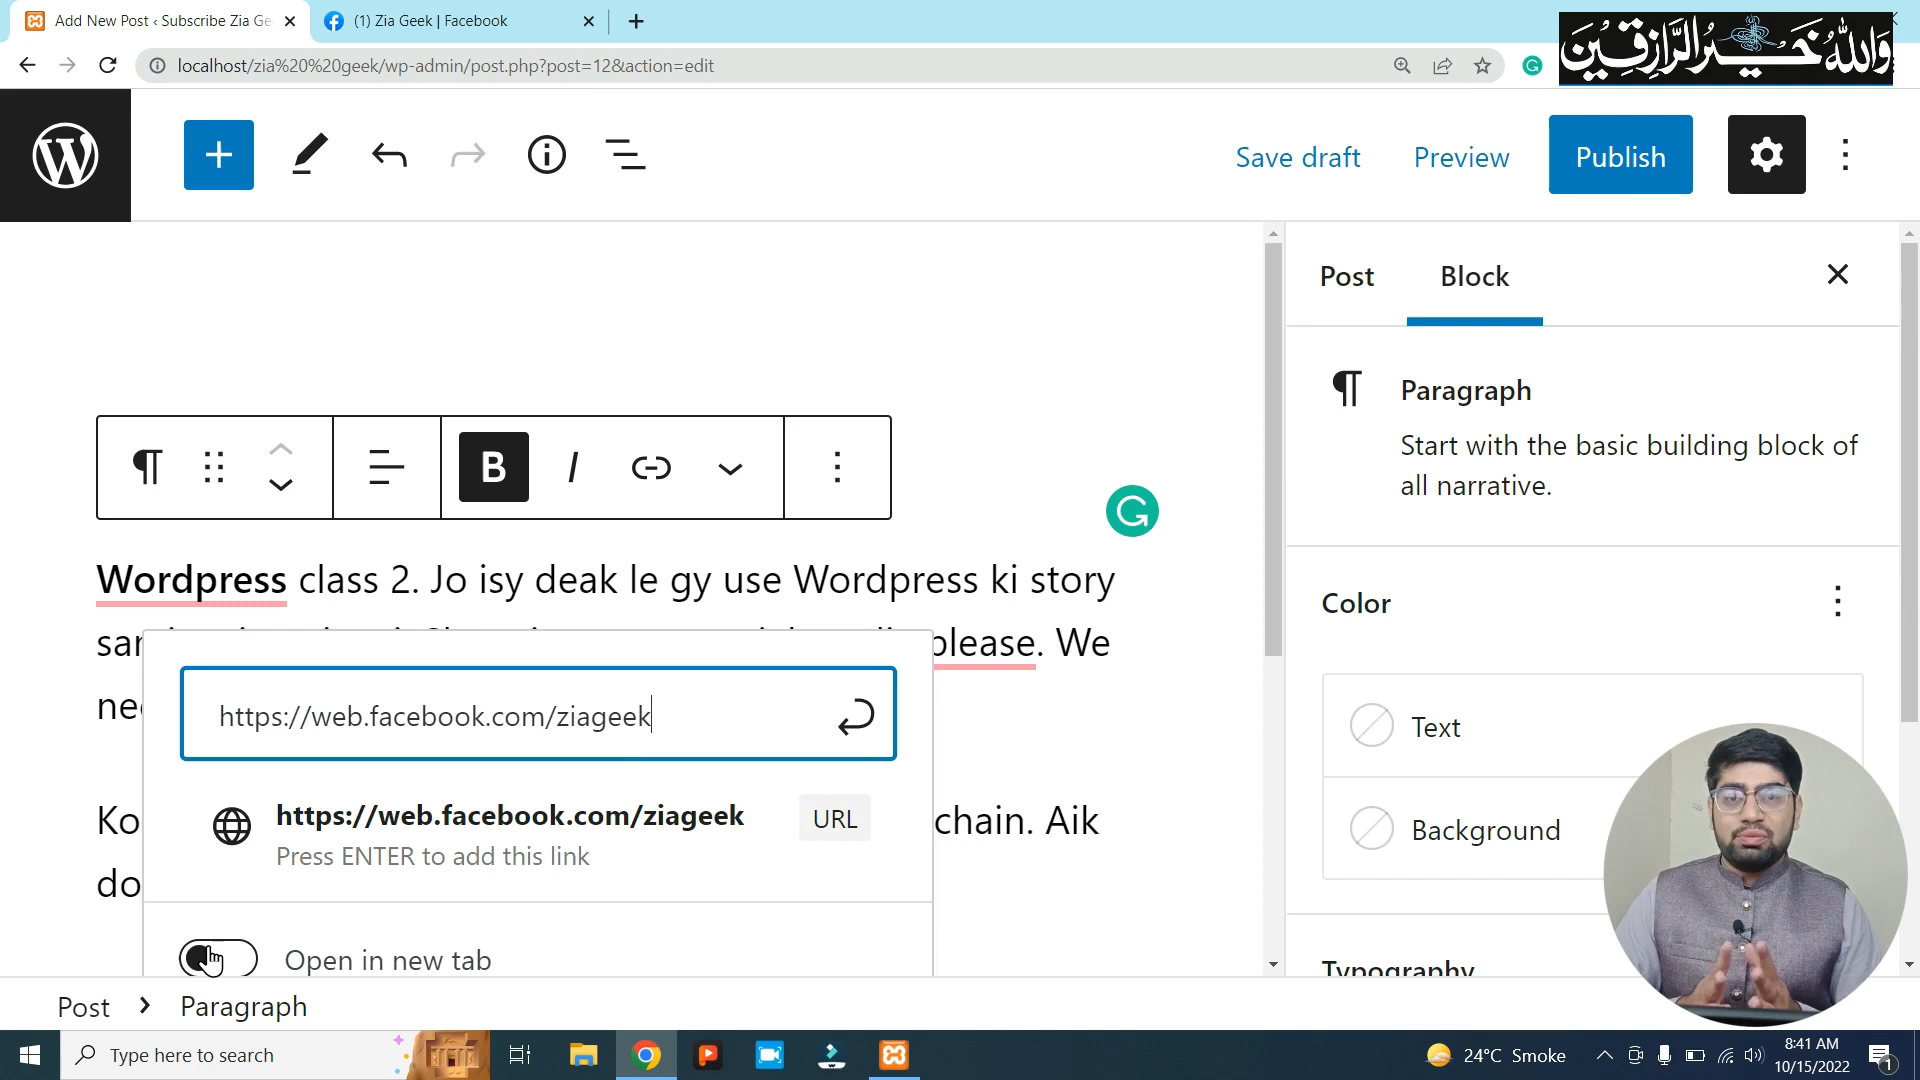 Add New Post ‹ Subscribe Zia Ge
(1) Zia Geek | Facebook
localhost/zia%20%20geek/wp-admin/post.php?post=12&action=edit
وَاللّٰهُ خَيْرُ الرَّازِقِيْنَ
Save draft
Preview
Publish
Post
Block
Paragraph
Start with the basic building block of
all narrative.
B
I
Wordpress class 2. Jo isy deak le gy use Wordpress ki story
please. We
https://web.facebook.com/ziageek
https://web.facebook.com/ziageek
URL
Press ENTER to add this link
chain. Aik
Open in new tab
Color
Text
Background
Typography
Post
Paragraph
Type here to search
24°C Smoke
8:41 AM
10/15/2022
1